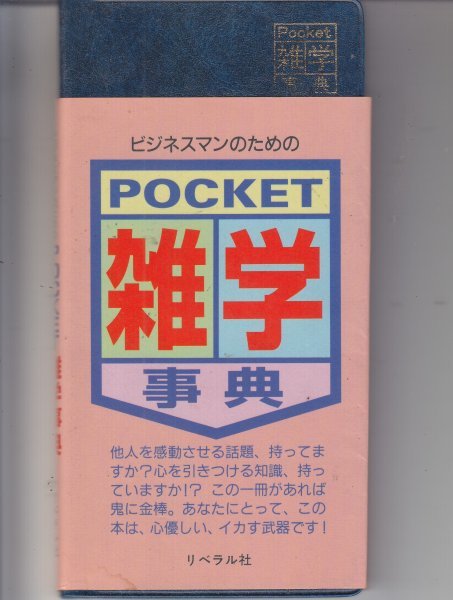 Pocket
雑学
事典
ビジネスマンのための
POCKET
雑学
事典
他人を感動させる話題、持ってま
すか?心を引きつける知識、持っ
ていますか!? この一冊があれば
鬼に金棒。あなたにとって、この
本は、心優しい、イカす武器です!
リベラル社